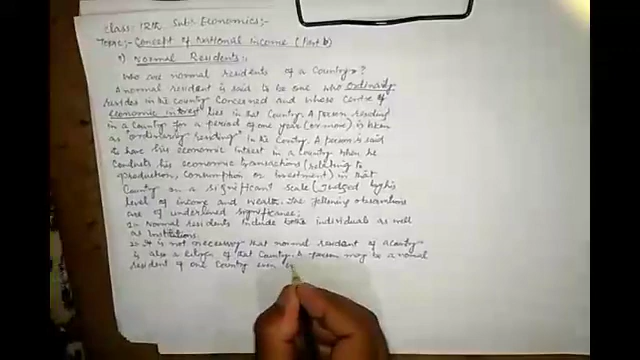 Class: 12th Sub:- Economics:-
Topic:- Concept of National income (Part 6)
Normal Residents:-
Who are normal residents of a Country?
A normal resident is said to be one who ordinarily
resides in the country Concerned and whose Centre of
economic interest lies in that Country. A person residing
in a Country for a period of one year (or more) is taken
as "ordinarily residing" in the Country. A person is said
to have his economic interest in a country when he
Conducts his economic transactions (relating to
production, Consumption or Investment) in that
Country on a significant scale (judged by his
level of income and wealth. The following observations
are of underlined significance:
Normal residents include both individuals as well
as Institutions.
It is not necessary that normal resident of a Country
is also a citizen of that Country. A person may be a normal
resident of one Country even